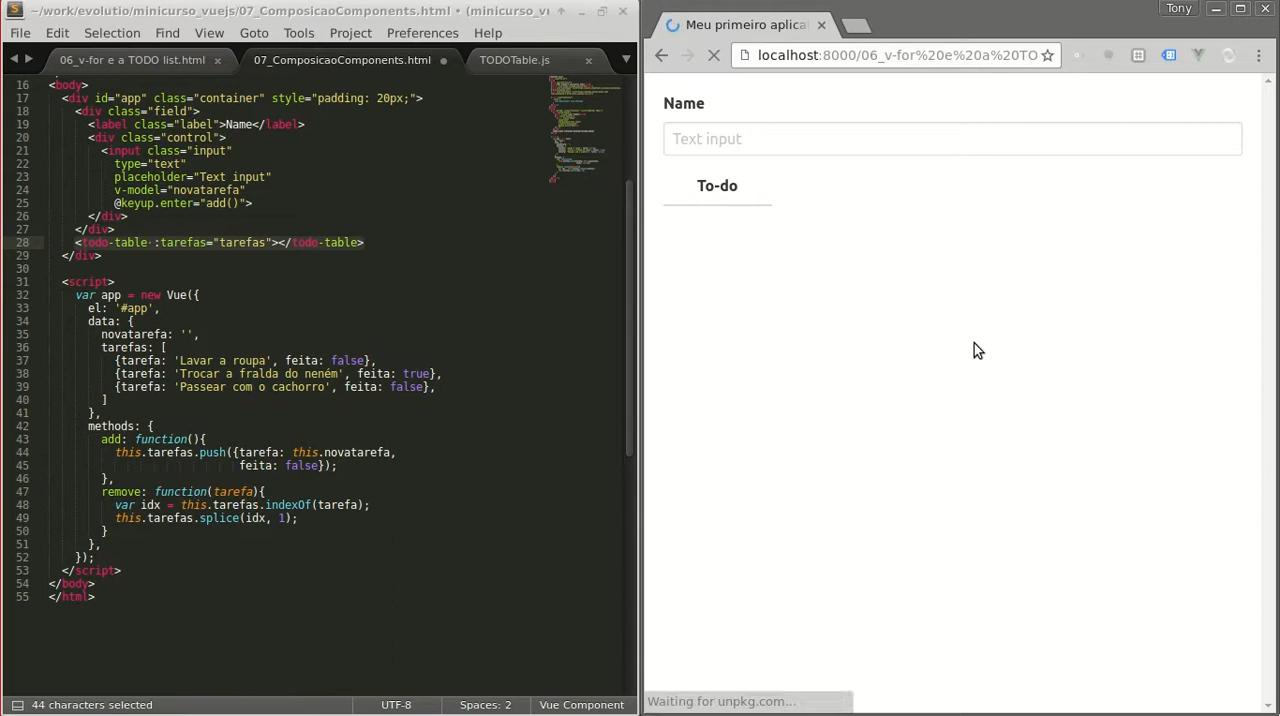 ~/work/evolutio/minicurso_vuejs/07_ComposicaoComponents.html • (minicurso_vu
File Edit Selection Find View Goto Tools Project Preferences Help
06_v-for e a TODO list.html 07_ComposicaoComponents.html TODOTable.js
16 <body>
17 <div id="app" class="container" style="padding: 20px;">
18 <div class="field">
19 <label class="label">Name</label>
20 <div class="control">
21 <input class="input"
22 type="text"
23 placeholder="Text input"
24 v-model="novatarefa"
25 @keyup.enter="add()">
26 </div>
27 </div>
28 <todo-table :tarefas="tarefas"></todo-table>
29 </div>
30
31 <script>
32 var app = new Vue({
33 el: '#app',
34 data: {
35 novatarefa: '',
36 tarefas: [
37 {tarefa: 'Lavar a roupa', feita: false},
38 {tarefa: 'Trocar a fralda do neném', feita: true},
39 {tarefa: 'Passear com o cachorro', feita: false},
40 ]
41 },
42 methods: {
43 add: function(){
44 this.tarefas.push({tarefa: this.novatarefa,
45 feita: false});
46 },
47 remove: function(tarefa){
48 var idx = this.tarefas.indexOf(tarefa);
49 this.tarefas.splice(idx, 1);
50 }
51 },
52 });
53 </script>
54 </body>
55 </html>
44 characters selected UTF-8 Spaces: 2 Vue Component
Tony
Meu primeiro aplica
localhost:8000/06_v-for%20e%20a%20TO
Name
Text input
To-do
Waiting for unpkg.com...